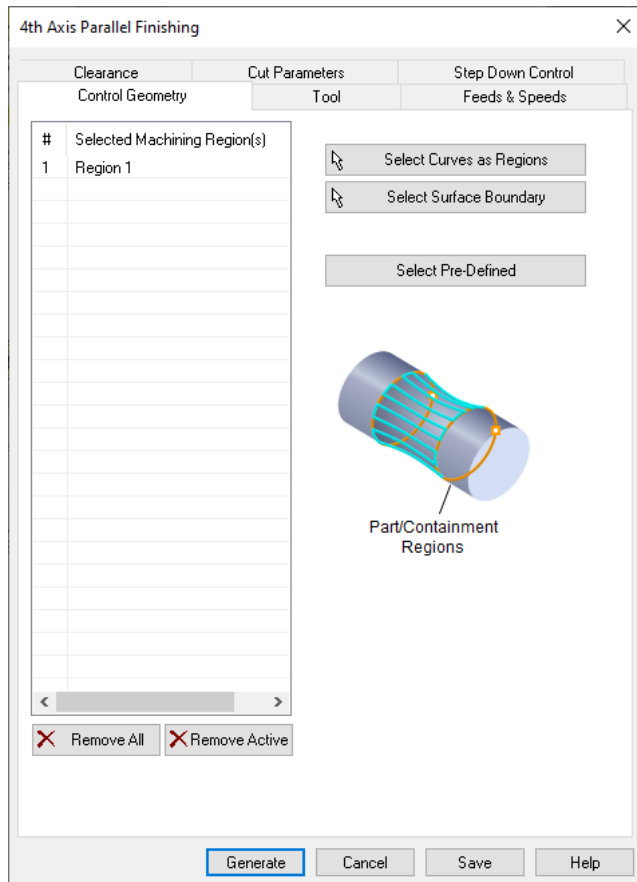 4th Axis Parallel Finishing
Clearance
Cut Parameters
Step Down Control
Control Geometry
Tool
Feeds & Speeds
# Selected Machining Region(s)
1 Region 1
Select Curves as Regions
Select Surface Boundary
Select Pre-Defined
Part/Containment
Regions
Remove All
Remove Active
Generate
Cancel
Save
Help